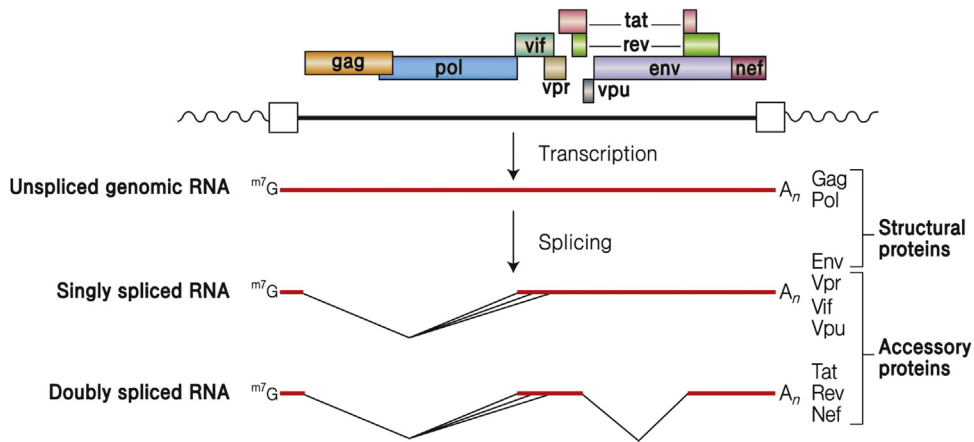 tat
vif rev
gag pol env nef
vpr vpu
Transcription
Unspliced genomic RNA m7G An Gag
Pol
Structural
proteins
Splicing
Env
Singly spliced RNA m7G An Vpr
Vif
Vpu
Accessory
proteins
Tat
Doubly spliced RNA m7G An Rev
Nef